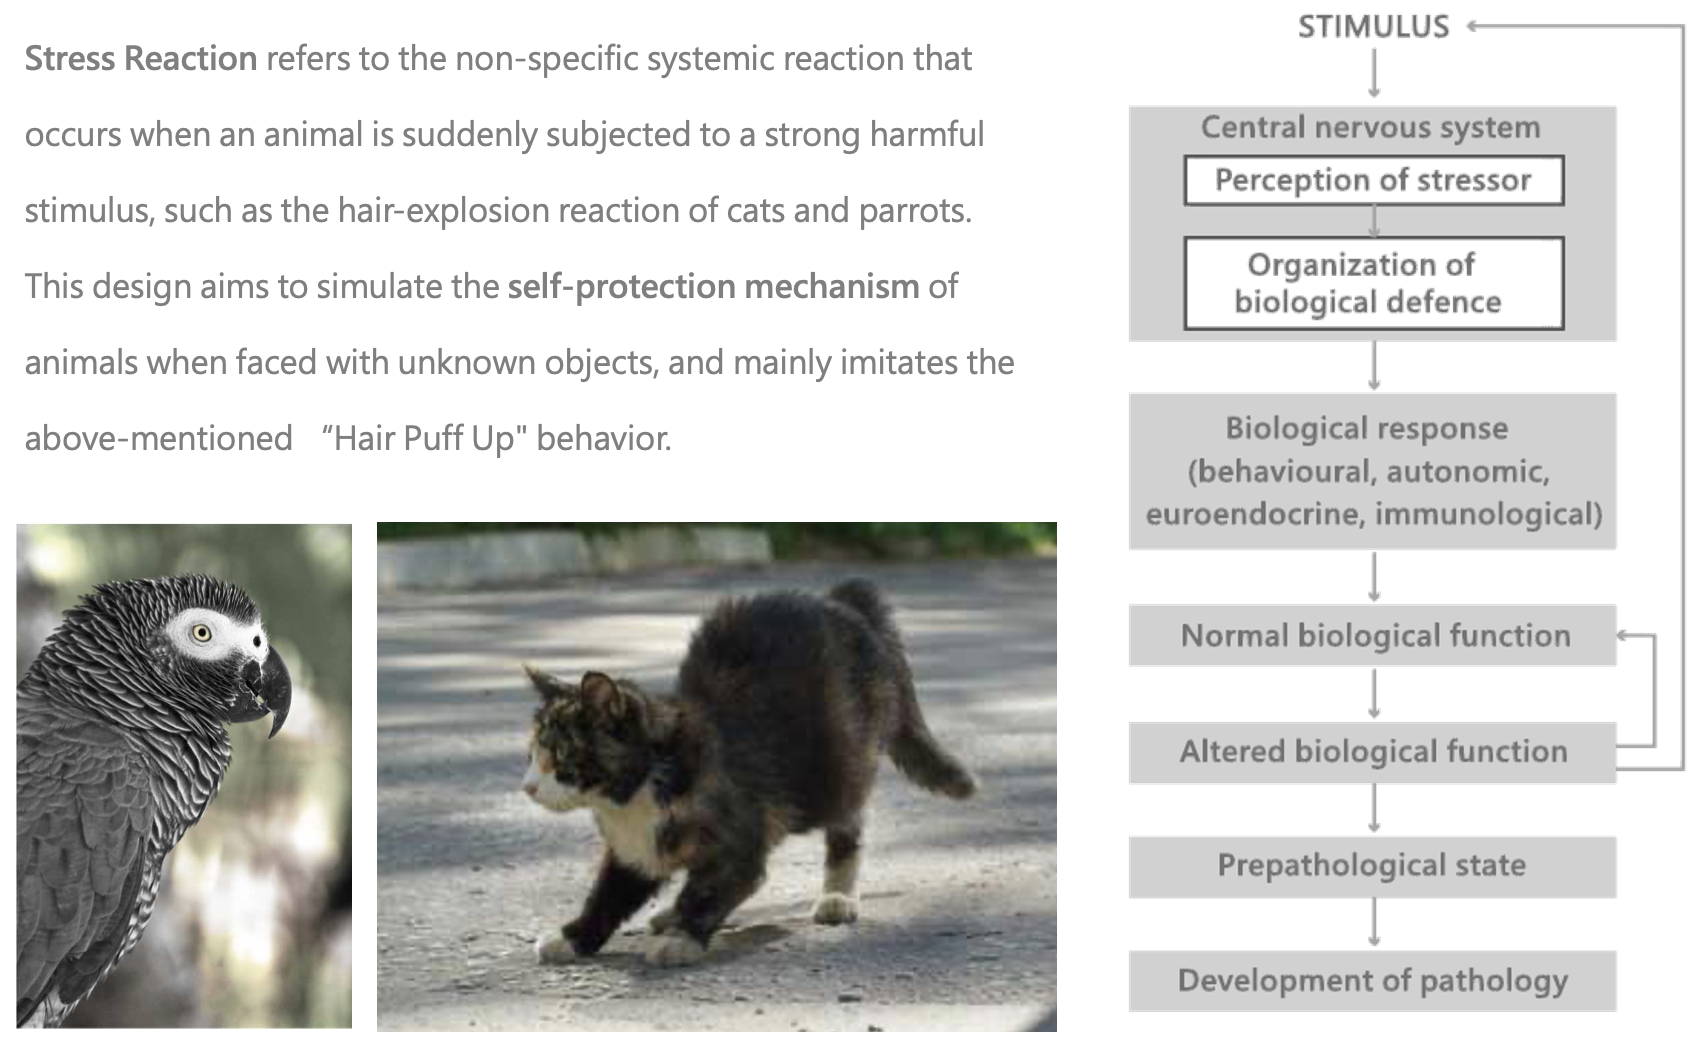 Stress Reaction refers to the non-specific systemic reaction that
occurs when an animal is suddenly subjected to a strong harmful
stimulus, such as the hair-explosion reaction of cats and parrots.
This design aims to simulate the self-protection mechanism of
animals when faced with unknown objects, and mainly imitates the
above-mentioned “Hair Puff Up" behavior.
STIMULUS
Central nervous system
Perception of stressor
Organization of
biological defence
Biological response
(behavioural, autonomic,
euroendocrine, immunological)
Normal biological function
Altered biological function
Prepathological state
Development of pathology